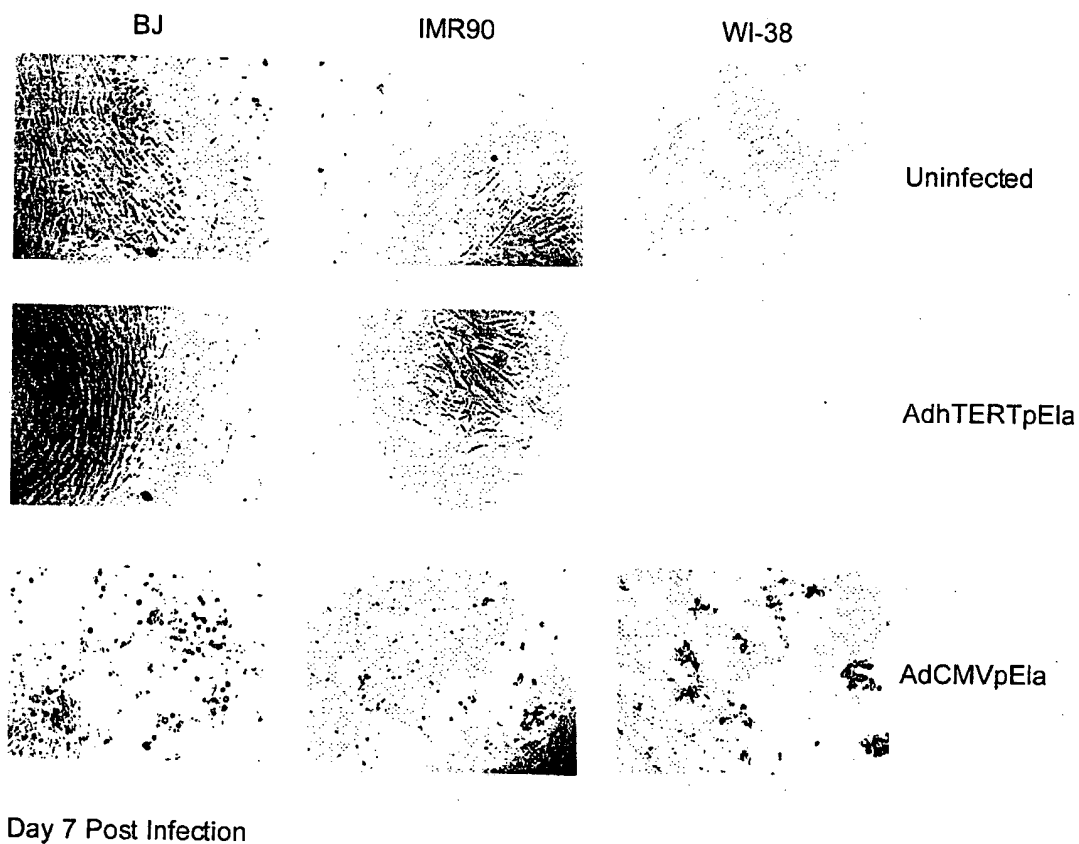 BJ IMR90 WI-38
Uninfected
AdhTERTpEla
AdCMVpEla
Day 7 Post Infection